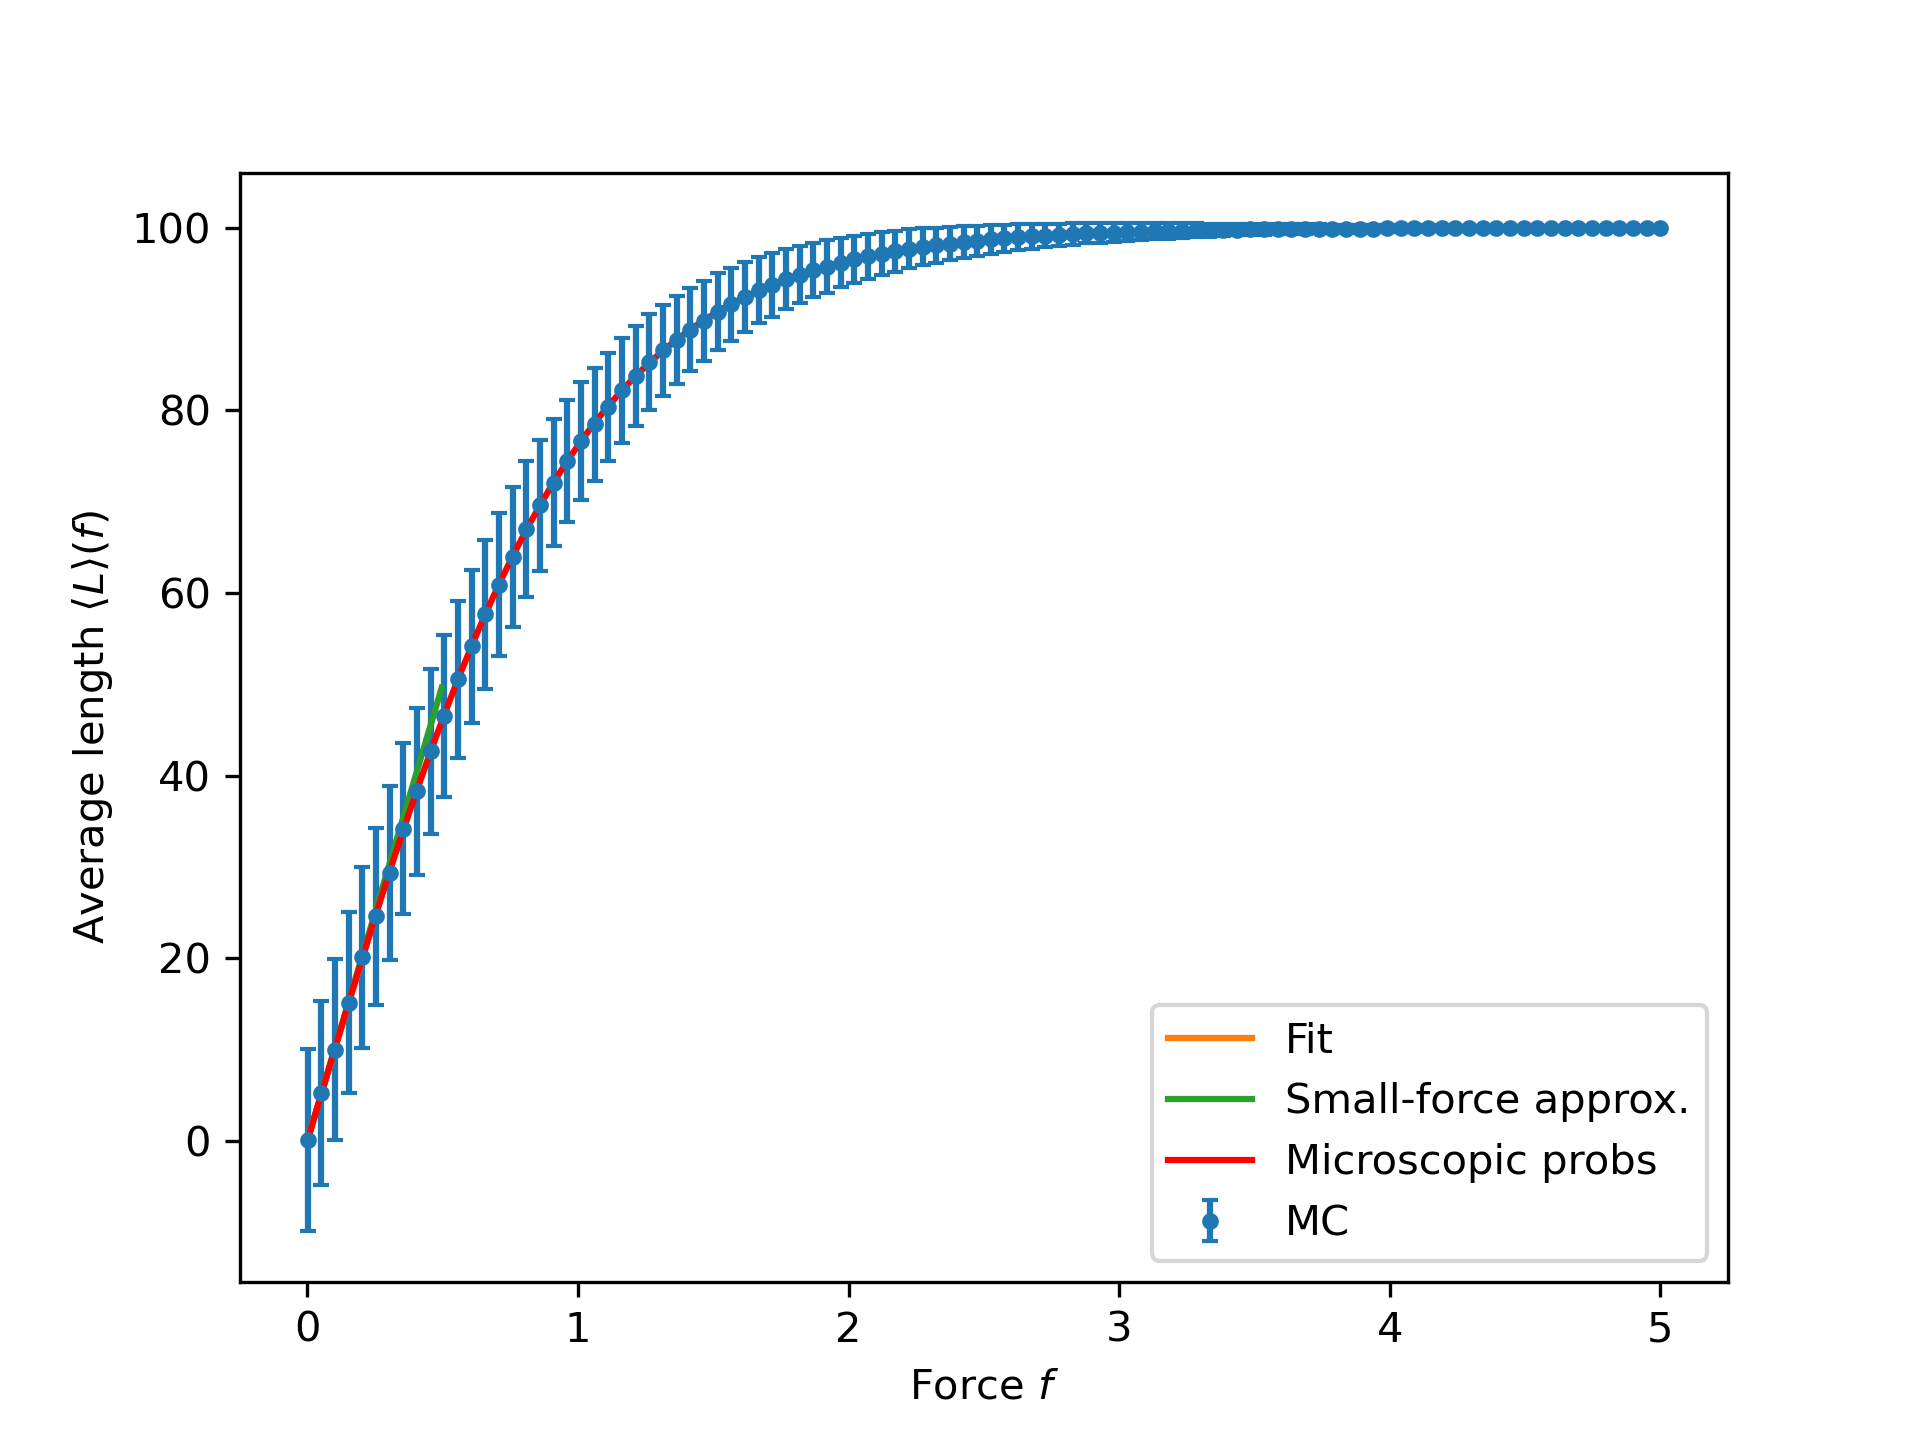 100
80
60
40
20
0
Average length ⟨L⟩(f)
0 1 2 3 4 5
Force f
Fit
Small-force approx.
Microscopic probs
MC